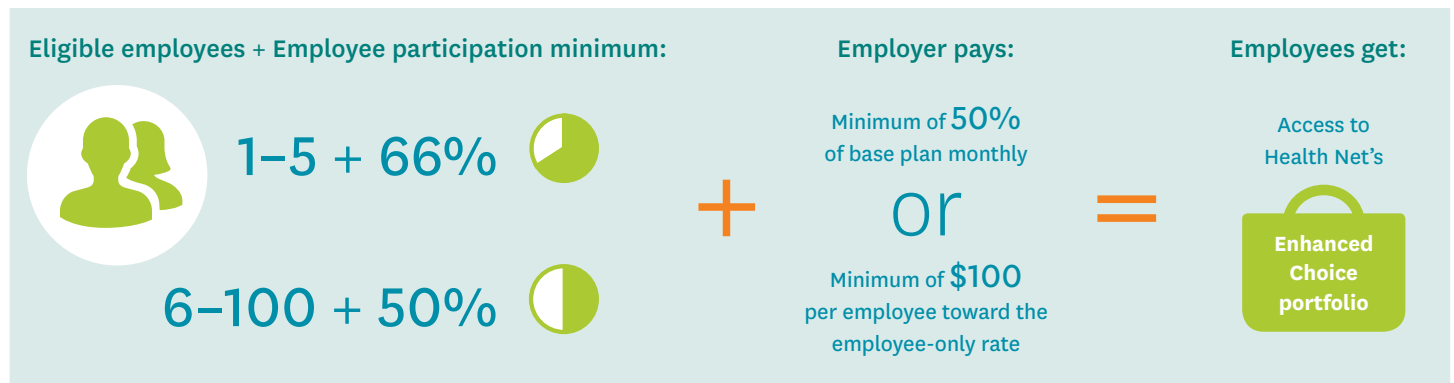 Eligible employees + Employee participation minimum:
1–5 + 66%
6–100 + 50%
+
Employer pays:
Minimum of 50%
of base plan monthly
or
Minimum of $100
per employee toward the
employee-only rate
=
Employees get:
Access to
Health Net’s
Enhanced
Choice
portfolio